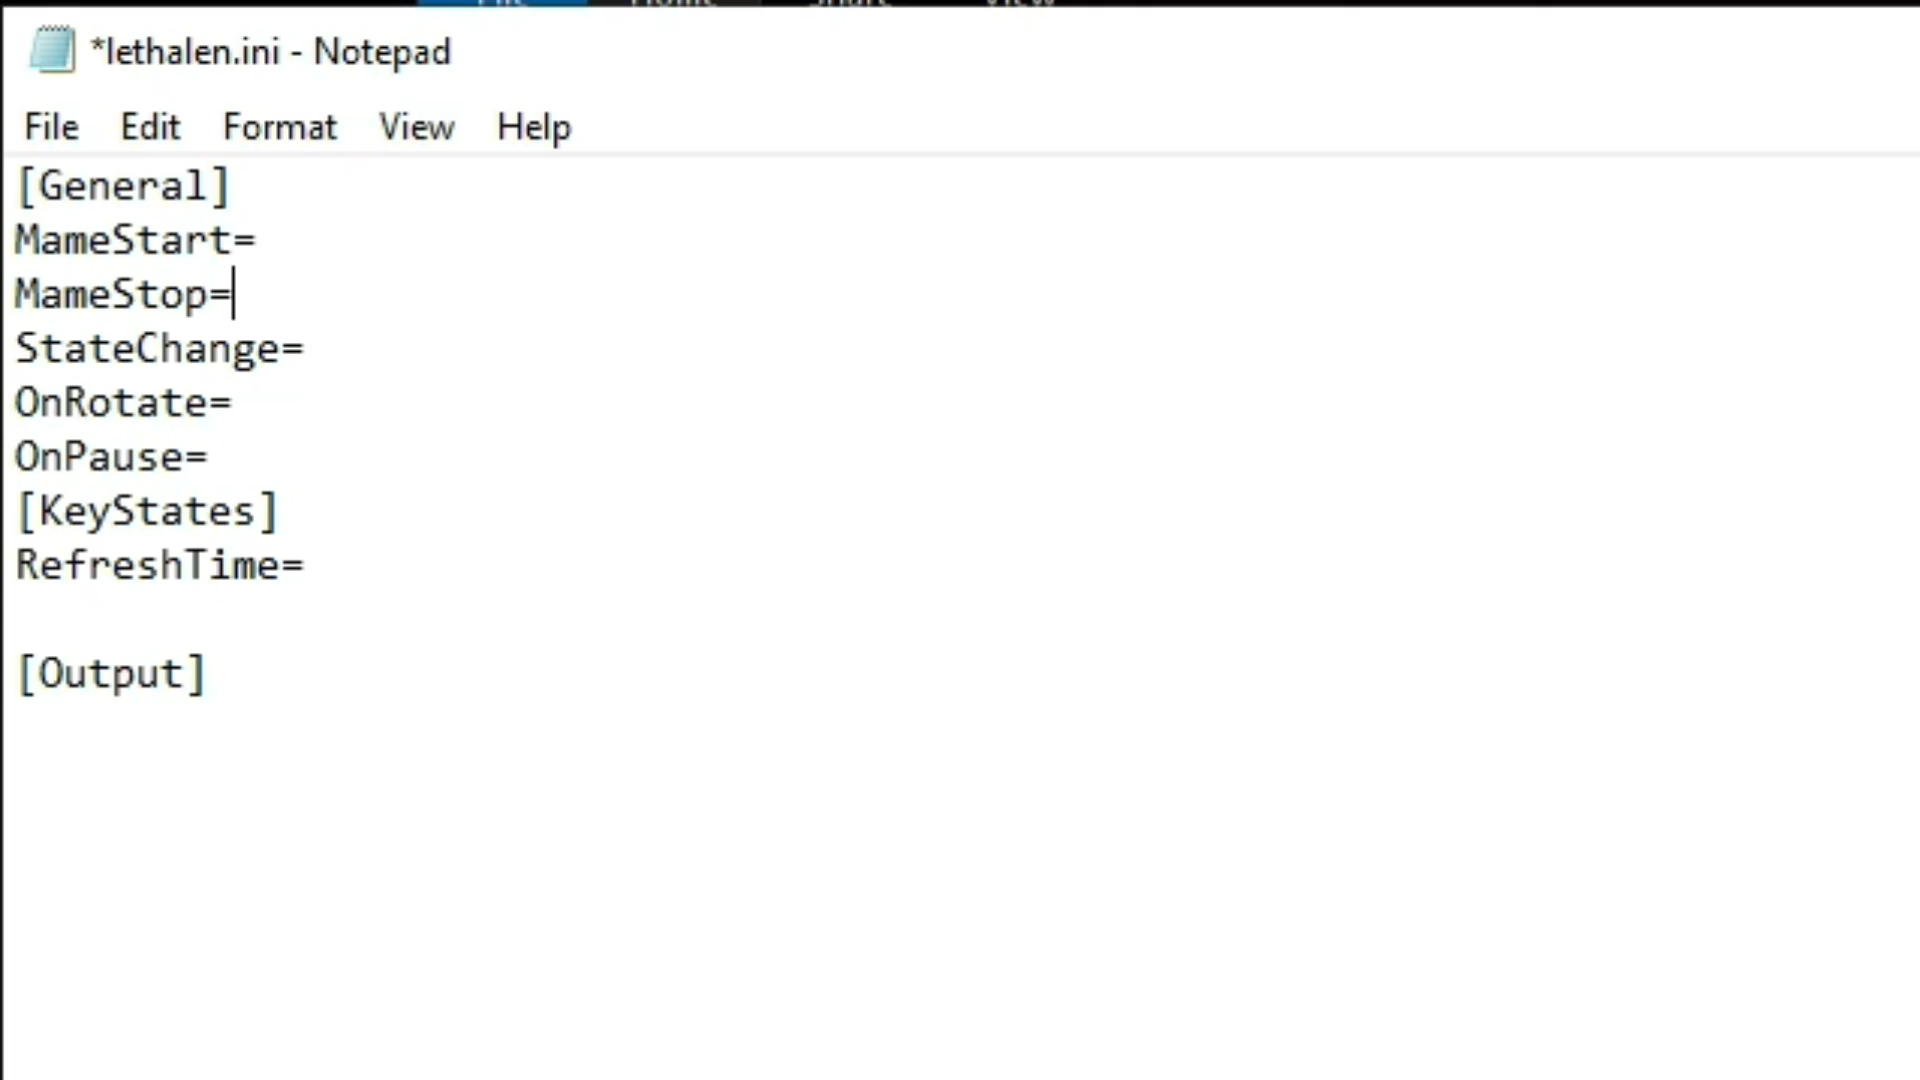 *lethalen.ini - Notepad
File Edit Format View Help
[General]
MameStart=
MameStop=
StateChange=
OnRotate=
OnPause=
[KeyStates]
RefreshTime=
[Output]